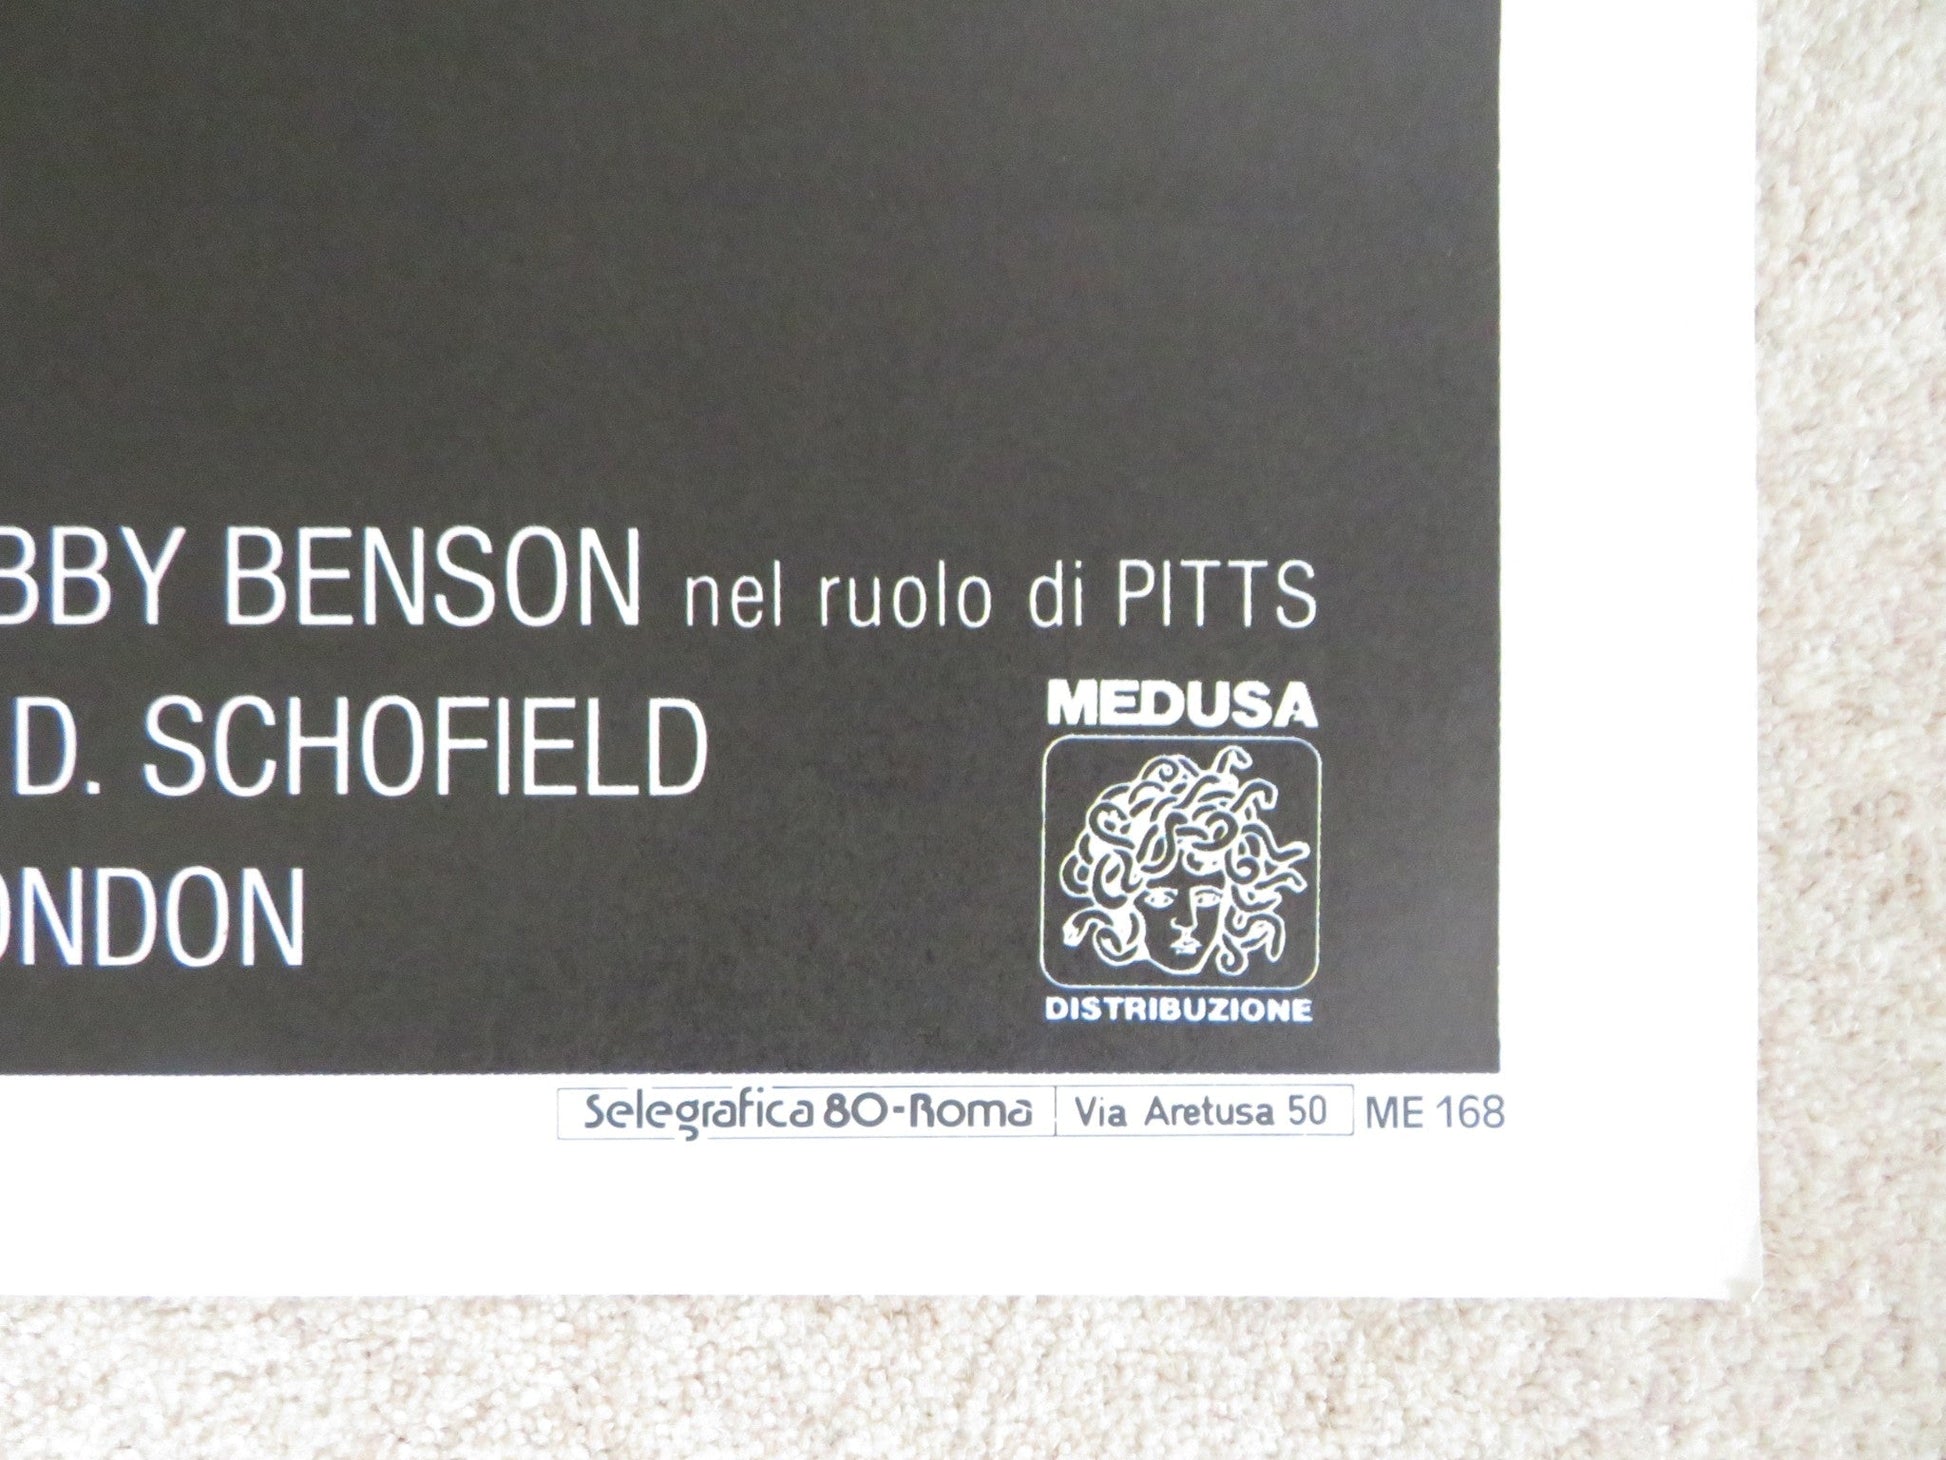 BBY BENSON nel ruolo di PITTS
D. SCHOFIELD
ONDON
MEDUSA
DISTRIBUZIONE
Selegrafica 80-Roma Via Aretusa 50 ME 168